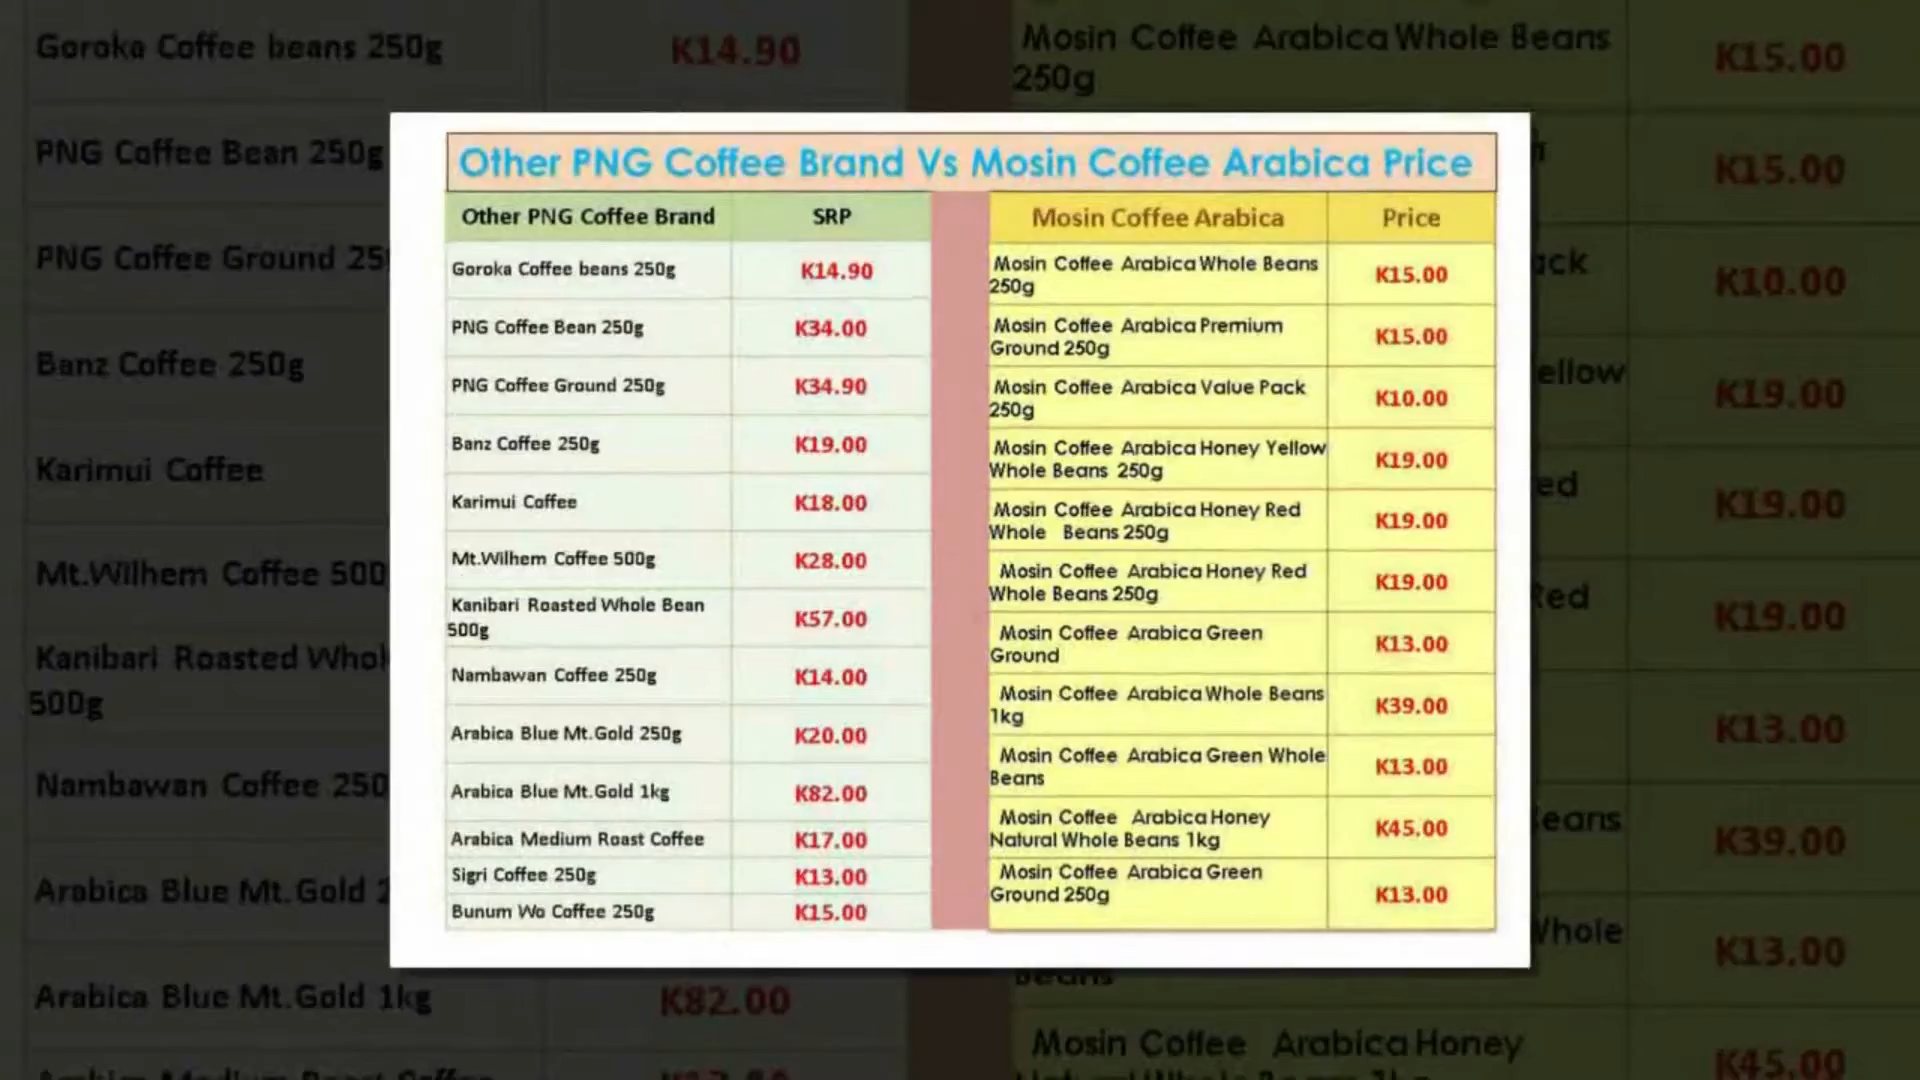 Other PNG Coffee Brand Vs Mosin Coffee Arabica Price
Other PNG Coffee Brand SRP
Goroka Coffee beans 250g K14.90
PNG Coffee Bean 250g K34.00
PNG Coffee Ground 250g K34.90
Banz Coffee 250g K19.00
Karimui Coffee K18.00
Mt.Wilhem Coffee 500g K28.00
Kanibari Roasted Whole Bean
500g K57.00
Nambawan Coffee 250g K14.00
Arabica Blue Mt.Gold 250g K20.00
Arabica Blue Mt.Gold 1kg K82.00
Arabica Medium Roast Coffee K17.00
Sigri Coffee 250g K13.00
Bunum Wo Coffee 250g K15.00
Mosin Coffee Arabica Price
Mosin Coffee Arabica Whole Beans
250g K15.00
Mosin Coffee Arabica Premium
Ground 250g K15.00
Mosin Coffee Arabica Value Pack
250g K10.00
Mosin Coffee Arabica Honey Yellow
Whole Beans 250g K19.00
Mosin Coffee Arabica Honey Red
Whole Beans 250g K19.00
Mosin Coffee Arabica Honey Red
Whole Beans 250g K19.00
Mosin Coffee Arabica Green
Ground K13.00
Mosin Coffee Arabica Whole Beans
1kg K39.00
Mosin Coffee Arabica Green Whole
Beans K13.00
Mosin Coffee Arabica Honey
Natural Whole Beans 1kg K45.00
Mosin Coffee Arabica Green
Ground 250g K13.00